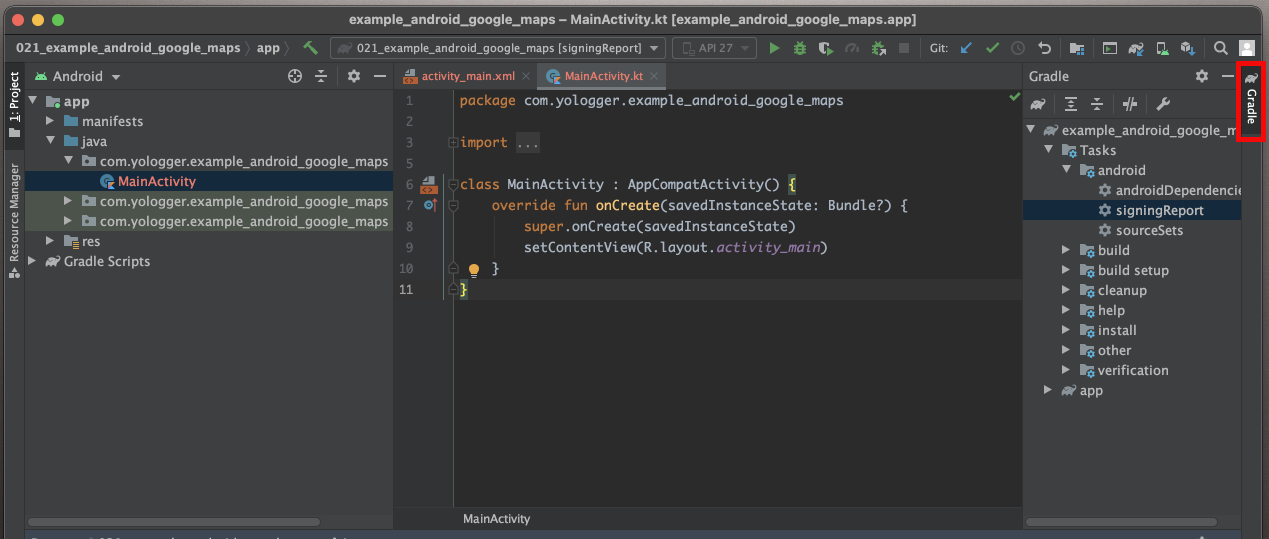 example_android_google_maps – MainActivity.kt [example_android_google_maps.app]
021_example_android_google_maps
app
021_example_android_google_maps [signingReport]
API 27
Git:
1: Project
Resource Manager
Android
app
manifests
java
com.yologger.example_android_google_maps
MainActivity
com.yologger.example_android_google_maps
com.yologger.example_android_google_maps
res
Gradle Scripts
activity_main.xml
MainActivity.kt
1 package com.yologger.example_android_google_maps
2
3 import ...
5
6 class MainActivity : AppCompatActivity() {
7 override fun onCreate(savedInstanceState: Bundle?) {
8 super.onCreate(savedInstanceState)
9 setContentView(R.layout.activity_main)
10 }
11 }
MainActivity
Gradle
Gradle
example_android_google_m
Tasks
android
androidDependencie
signingReport
sourceSets
build
build setup
cleanup
help
install
other
verification
app